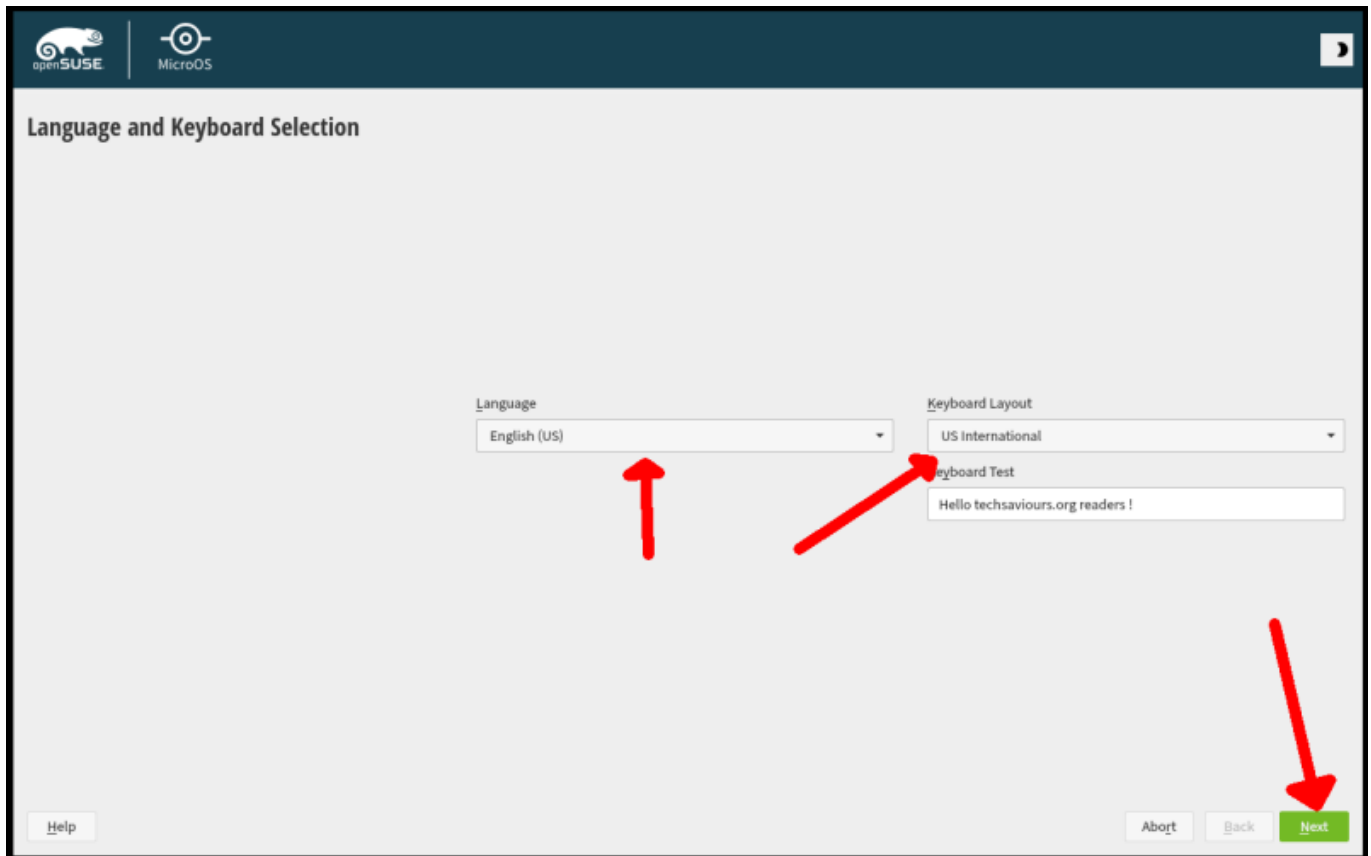 openSUSE
MicroOS
Language and Keyboard Selection
Language
Keyboard Layout
English (US)
US International
eyboard Test
Hello techsaviours.org readers !
Help
Abort
Back
Next